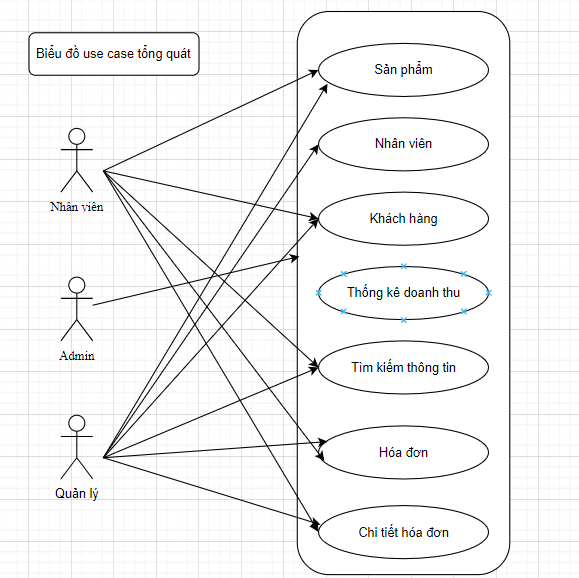 Biểu đồ use case tổng quát
Sản phẩm
Nhân viên
Nhân viên
Khách hàng
Thống kê doanh thu
Admin
Tìm kiếm thông tin
Hóa đơn
Quản lý
Chi tiết hóa đơn